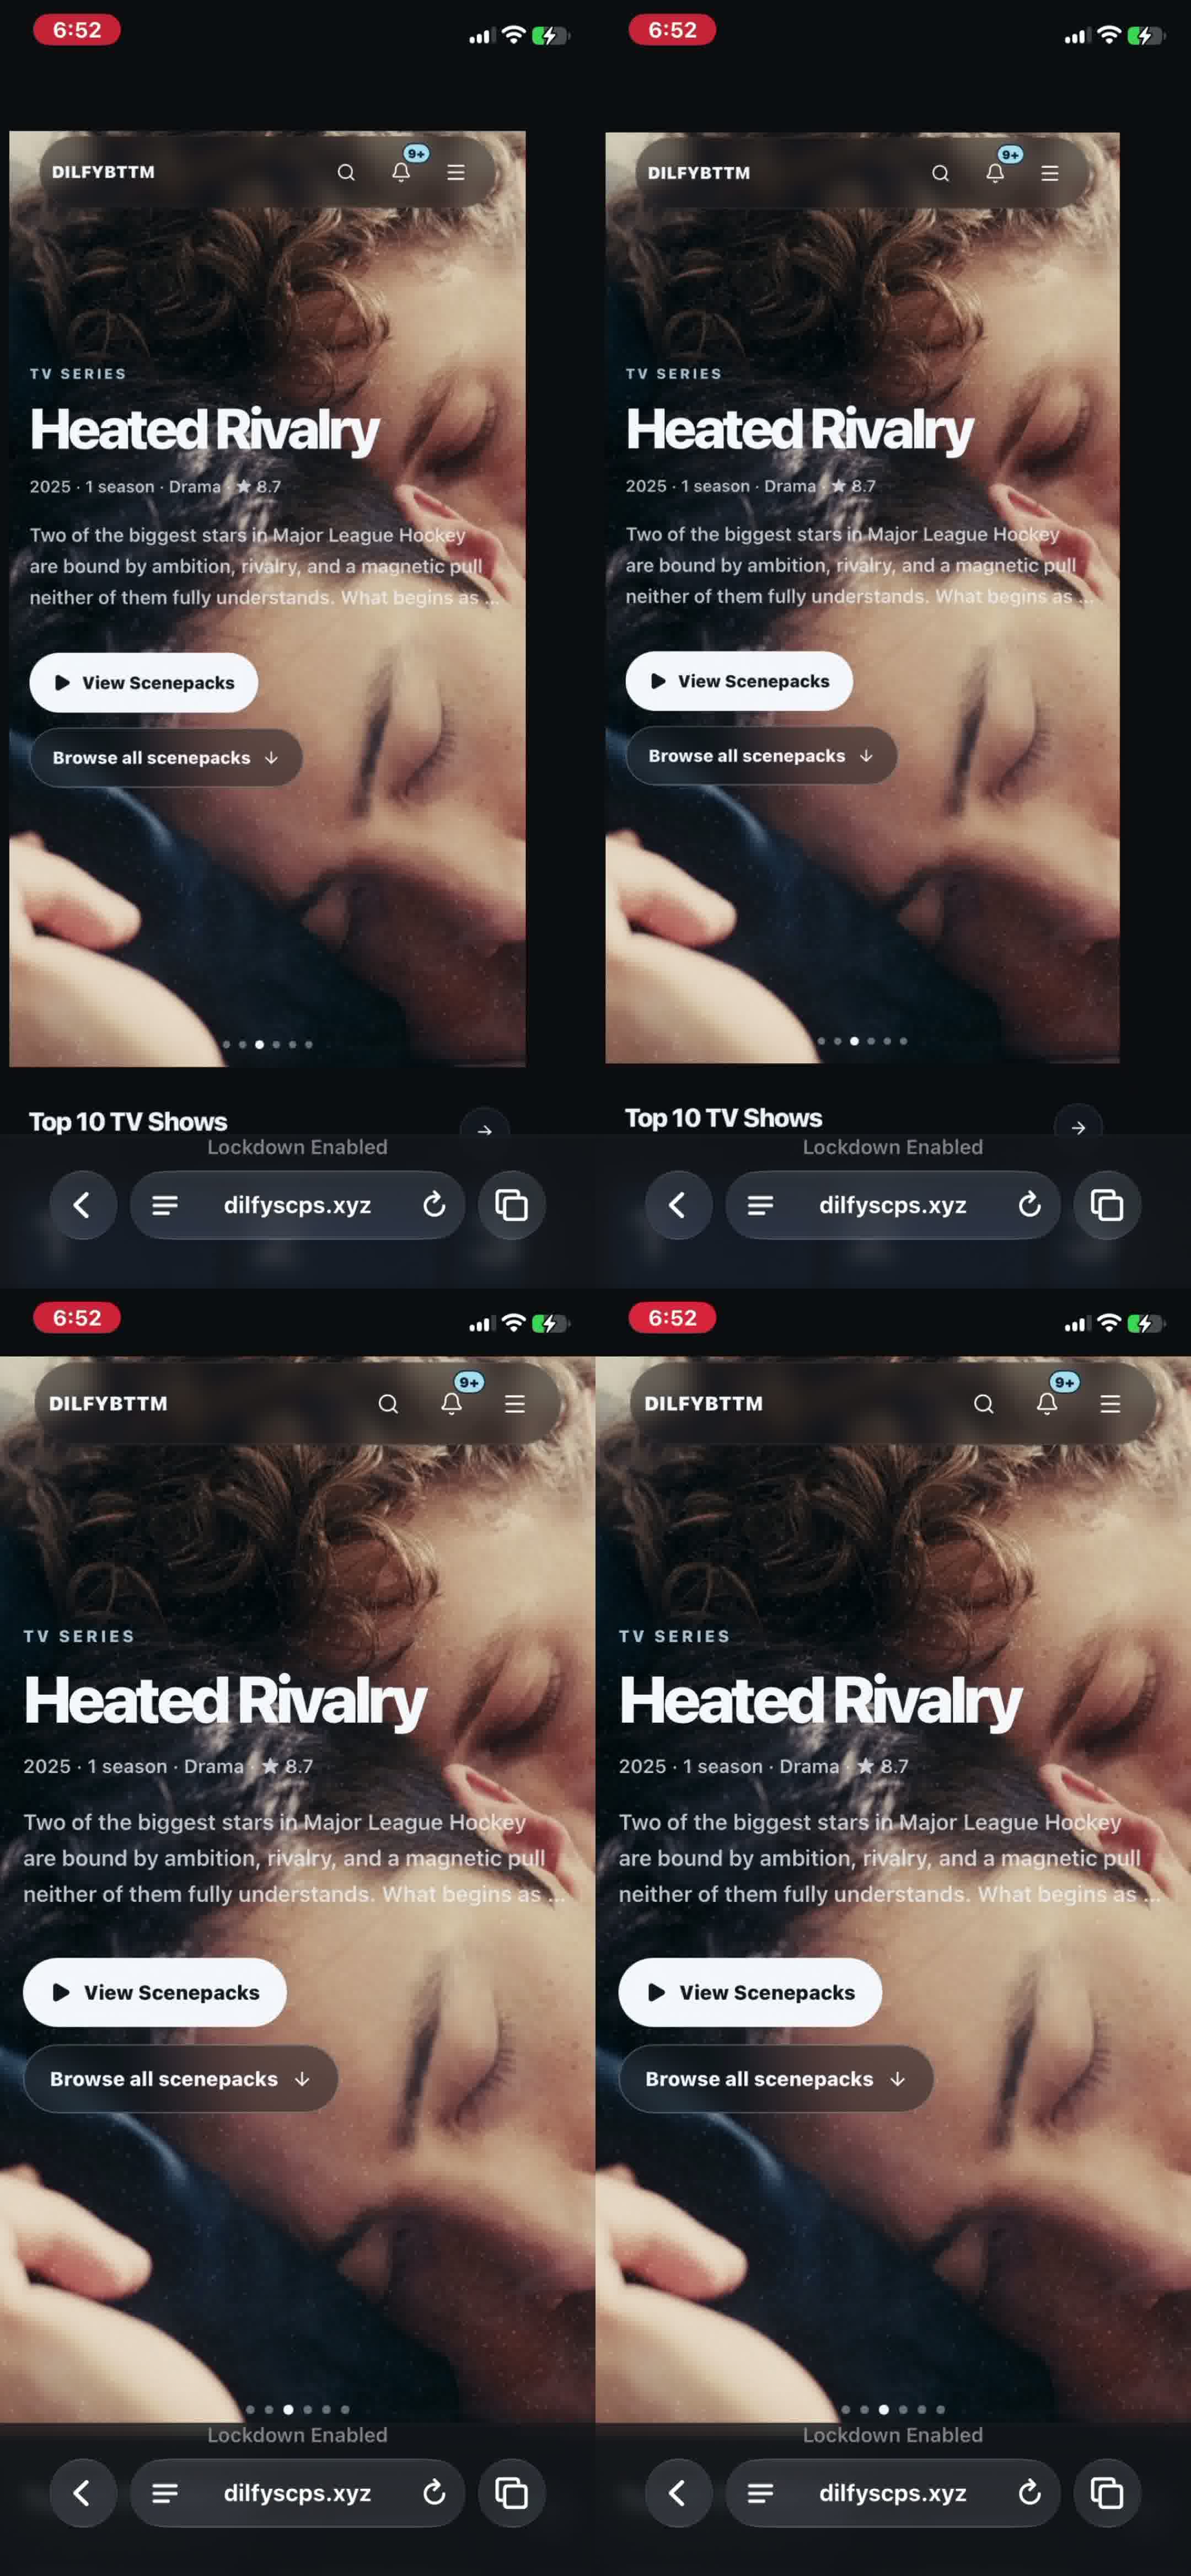 6:52
DILFYBTTM
9+
TV SERIES
Heated Rivalry
2025 · 1 season · Drama · ★ 8.7
Two of the biggest stars in Major League Hockey
are bound by ambition, rivalry, and a magnetic pull
neither of them fully understands. What begins as ...
View Scenepacks
Browse all scenepacks ↓
Top 10 TV Shows
Lockdown Enabled
dilfyscps.xyz
6:52
DILFYBTTM
9+
TV SERIES
Heated Rivalry
2025 · 1 season · Drama · ★ 8.7
Two of the biggest stars in Major League Hockey
are bound by ambition, rivalry, and a magnetic pull
neither of them fully understands. What begins as ...
View Scenepacks
Browse all scenepacks ↓
Top 10 TV Shows
Lockdown Enabled
dilfyscps.xyz
6:52
DILFYBTTM
9+
TV SERIES
Heated Rivalry
2025 · 1 season · Drama · ★ 8.7
Two of the biggest stars in Major League Hockey
are bound by ambition, rivalry, and a magnetic pull
neither of them fully understands. What begins as ...
View Scenepacks
Browse all scenepacks ↓
Lockdown Enabled
dilfyscps.xyz
6:52
DILFYBTTM
9+
TV SERIES
Heated Rivalry
2025 · 1 season · Drama · ★ 8.7
Two of the biggest stars in Major League Hockey
are bound by ambition, rivalry, and a magnetic pull
neither of them fully understands. What begins as ...
View Scenepacks
Browse all scenepacks ↓
Lockdown Enabled
dilfyscps.xyz